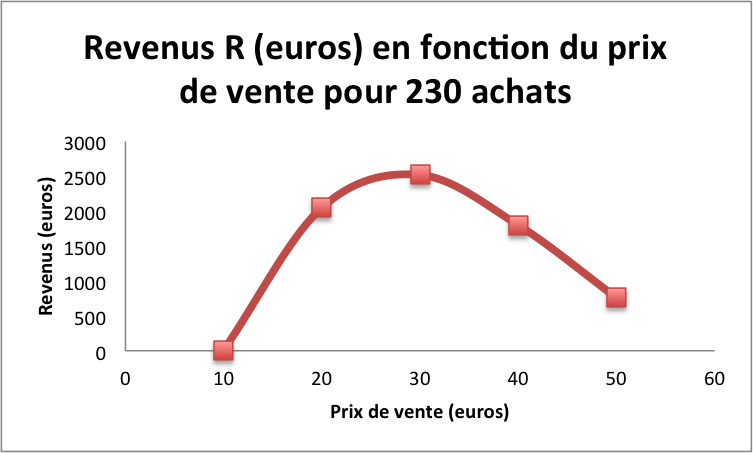 Revenus R (euros) en fonction du prix
de vente pour 230 achats
3000
2500
2000
1500
1000
500
0
Revenus (euros)
0 10 20 30 40 50 60
Prix de vente (euros)